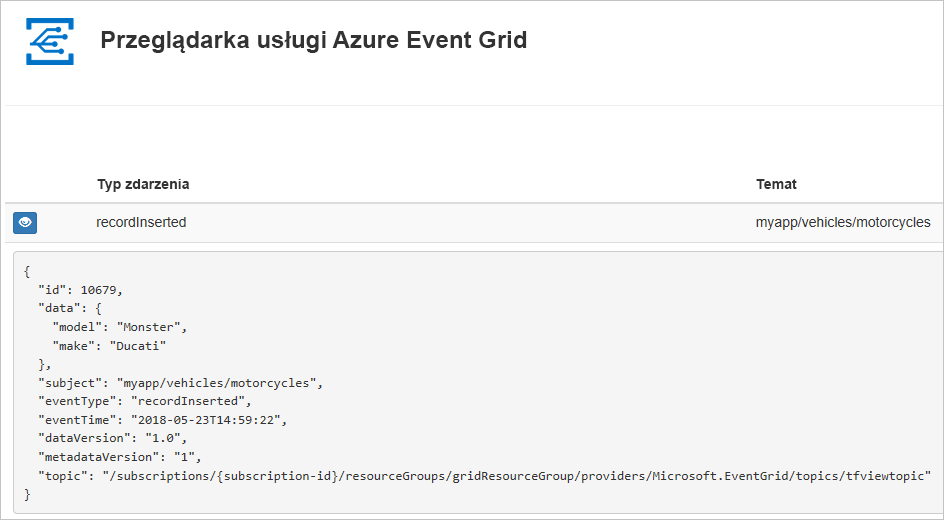 Przeglądarka usługi Azure Event Grid
Typ zdarzenia Temat
recordInserted myapp/vehicles/motorcycles
{
  "id": 10679,
  "data": {
    "model": "Monster",
    "make": "Ducati"
  },
  "subject": "myapp/vehicles/motorcycles",
  "eventType": "recordInserted",
  "eventTime": "2018-05-23T14:59:22",
  "dataVersion": "1.0",
  "metadataVersion": "1",
  "topic": "/subscriptions/{subscription-id}/resourceGroups/gridResourceGroup/providers/Microsoft.EventGrid/topics/tfviewtopic"
}